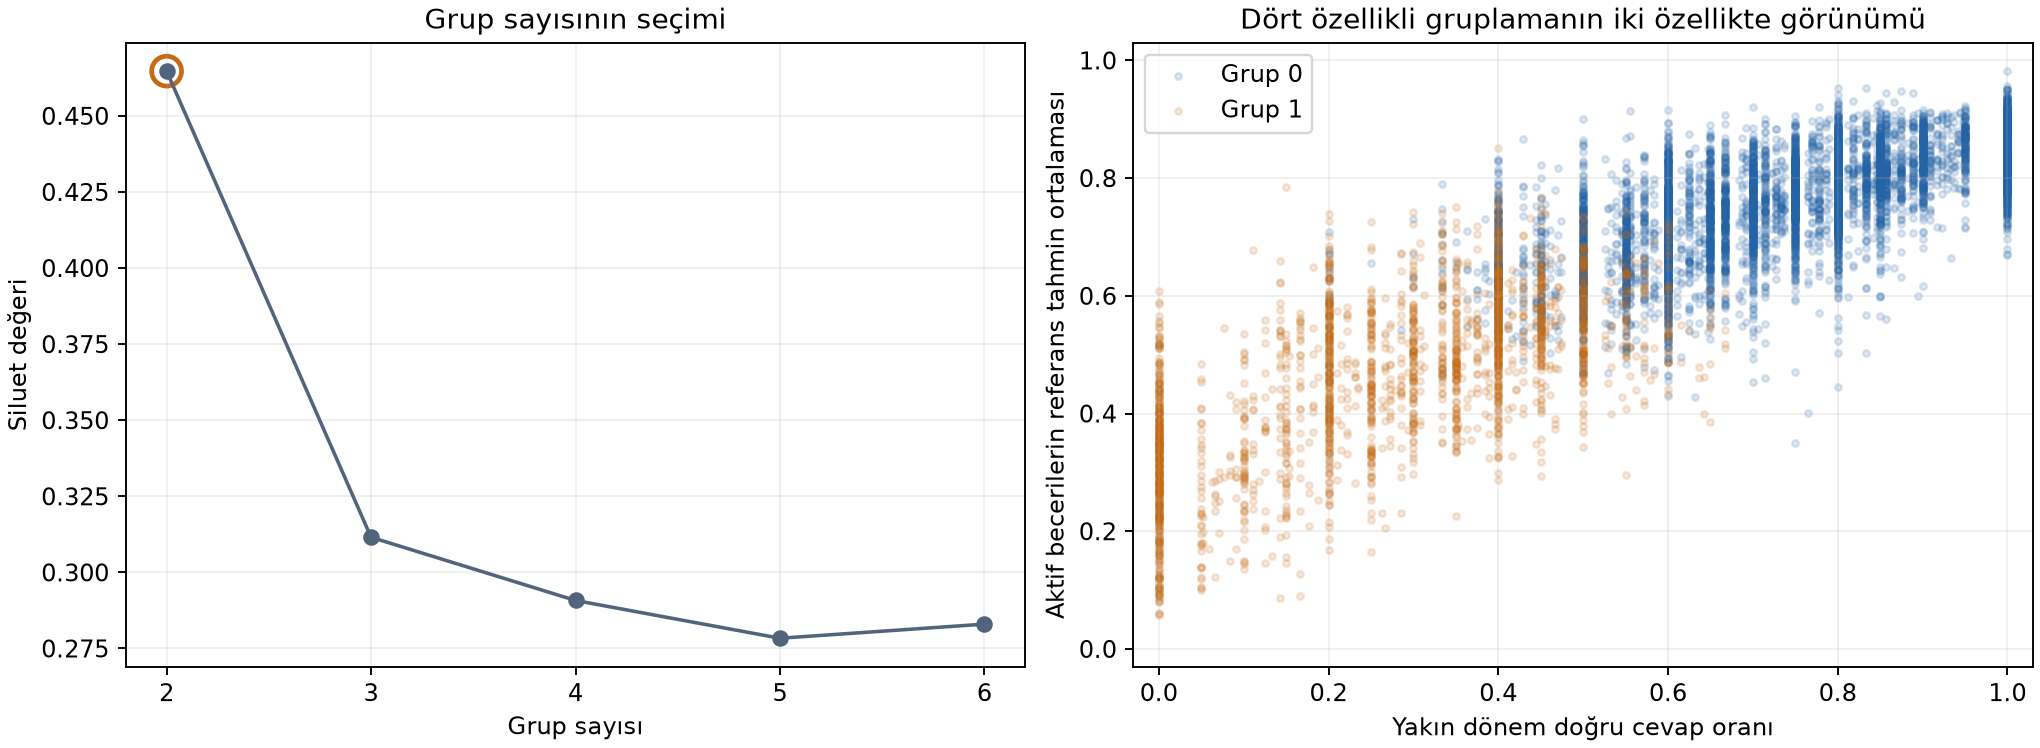 Grup sayısının seçimi
Siluet değeri
0.450
0.425
0.400
0.375
0.350
0.325
0.300
0.275
2 3 4 5 6
Grup sayısı
Dört özellikli gruplamanın iki özellikte görünümü
Grup 0
Grup 1
Aktif becerilerin referans tahmin ortalaması
1.0
0.8
0.6
0.4
0.2
0.0
0.0 0.2 0.4 0.6 0.8 1.0
Yakın dönem doğru cevap oranı